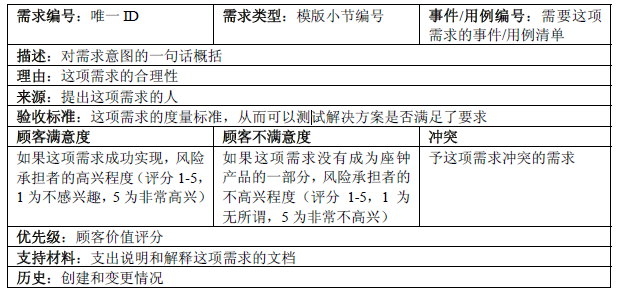 需求编号：唯一 ID 需求类型：模版小节编号 事件/用例编号：需要这项
需求的事件/用例清单
描述：对需求意图的一句话概括
理由：这项需求的合理性
来源：提出这项需求的人
验收标准：这项需求的度量标准，从而可以测试解决方案是否满足了要求
顾客满意度 顾客不满意度 冲突
如果这项需求成功实现，风险 如果这项需求没有成为座钟 予这项需求冲突的需求
承担者的高兴程度（评分 1-5， 产品的一部分，风险承担者的
1 为不感兴趣，5 为非常高兴） 不高兴程度（评分 1-5，1 为
无所谓，5 为非常不高兴）
优先级：顾客价值评分
支持材料：支出说明和解释这项需求的文档
历史：创建和变更情况